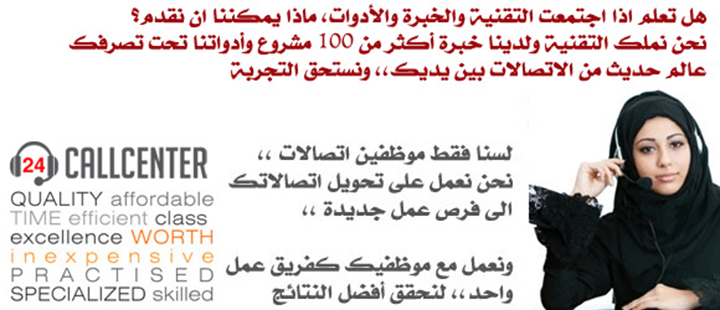 هل تعلم اذا اجتمعت التقنية والخبرة والأدوات، ماذا يمكننا ان نقدم؟
نحن نملك التقنية ولدينا خبرة أكثر من 100 مشروع وأدواتنا تحت تصرفك
عالم حديث من الاتصالات بين يديك،، ونستحق التجربة
لسنا فقط موظفين اتصالات ،،
نحن نعمل على تحويل اتصالاتك
الى فرص عمل جديدة ،،
ونعمل مع موظفيك كفريق عمل
واحد،، لنحقق أفضل النتائج
24 CALLCENTER
QUALITY affordable
TIME efficient class
excellence WORTH
inexpensive
PRACTISED
SPECIALIZED skilled